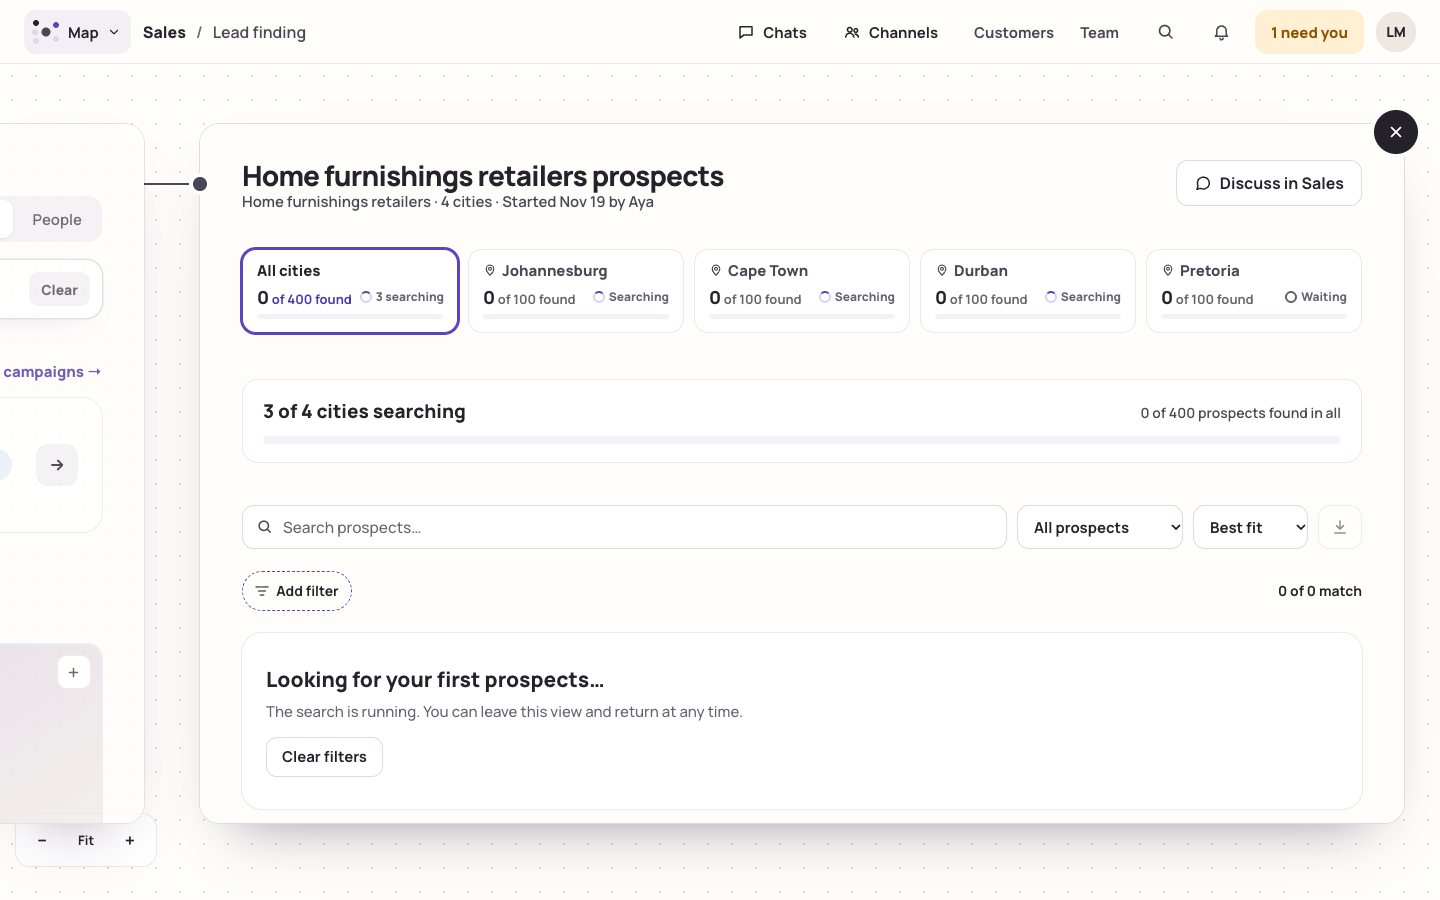 Map
Sales / Lead finding
Chats
Channels
Customers
Team
1 need you
LM
People
Clear
campaigns →
Fit
Home furnishings retailers prospects
Home furnishings retailers · 4 cities · Started Nov 19 by Aya
Discuss in Sales
All cities
0 of 400 found
3 searching
Johannesburg
0 of 100 found
Searching
Cape Town
0 of 100 found
Searching
Durban
0 of 100 found
Searching
Pretoria
0 of 100 found
Waiting
3 of 4 cities searching
0 of 400 prospects found in all
Search prospects...
All prospects
Best fit
Add filter
0 of 0 match
Looking for your first prospects...
The search is running. You can leave this view and return at any time.
Clear filters